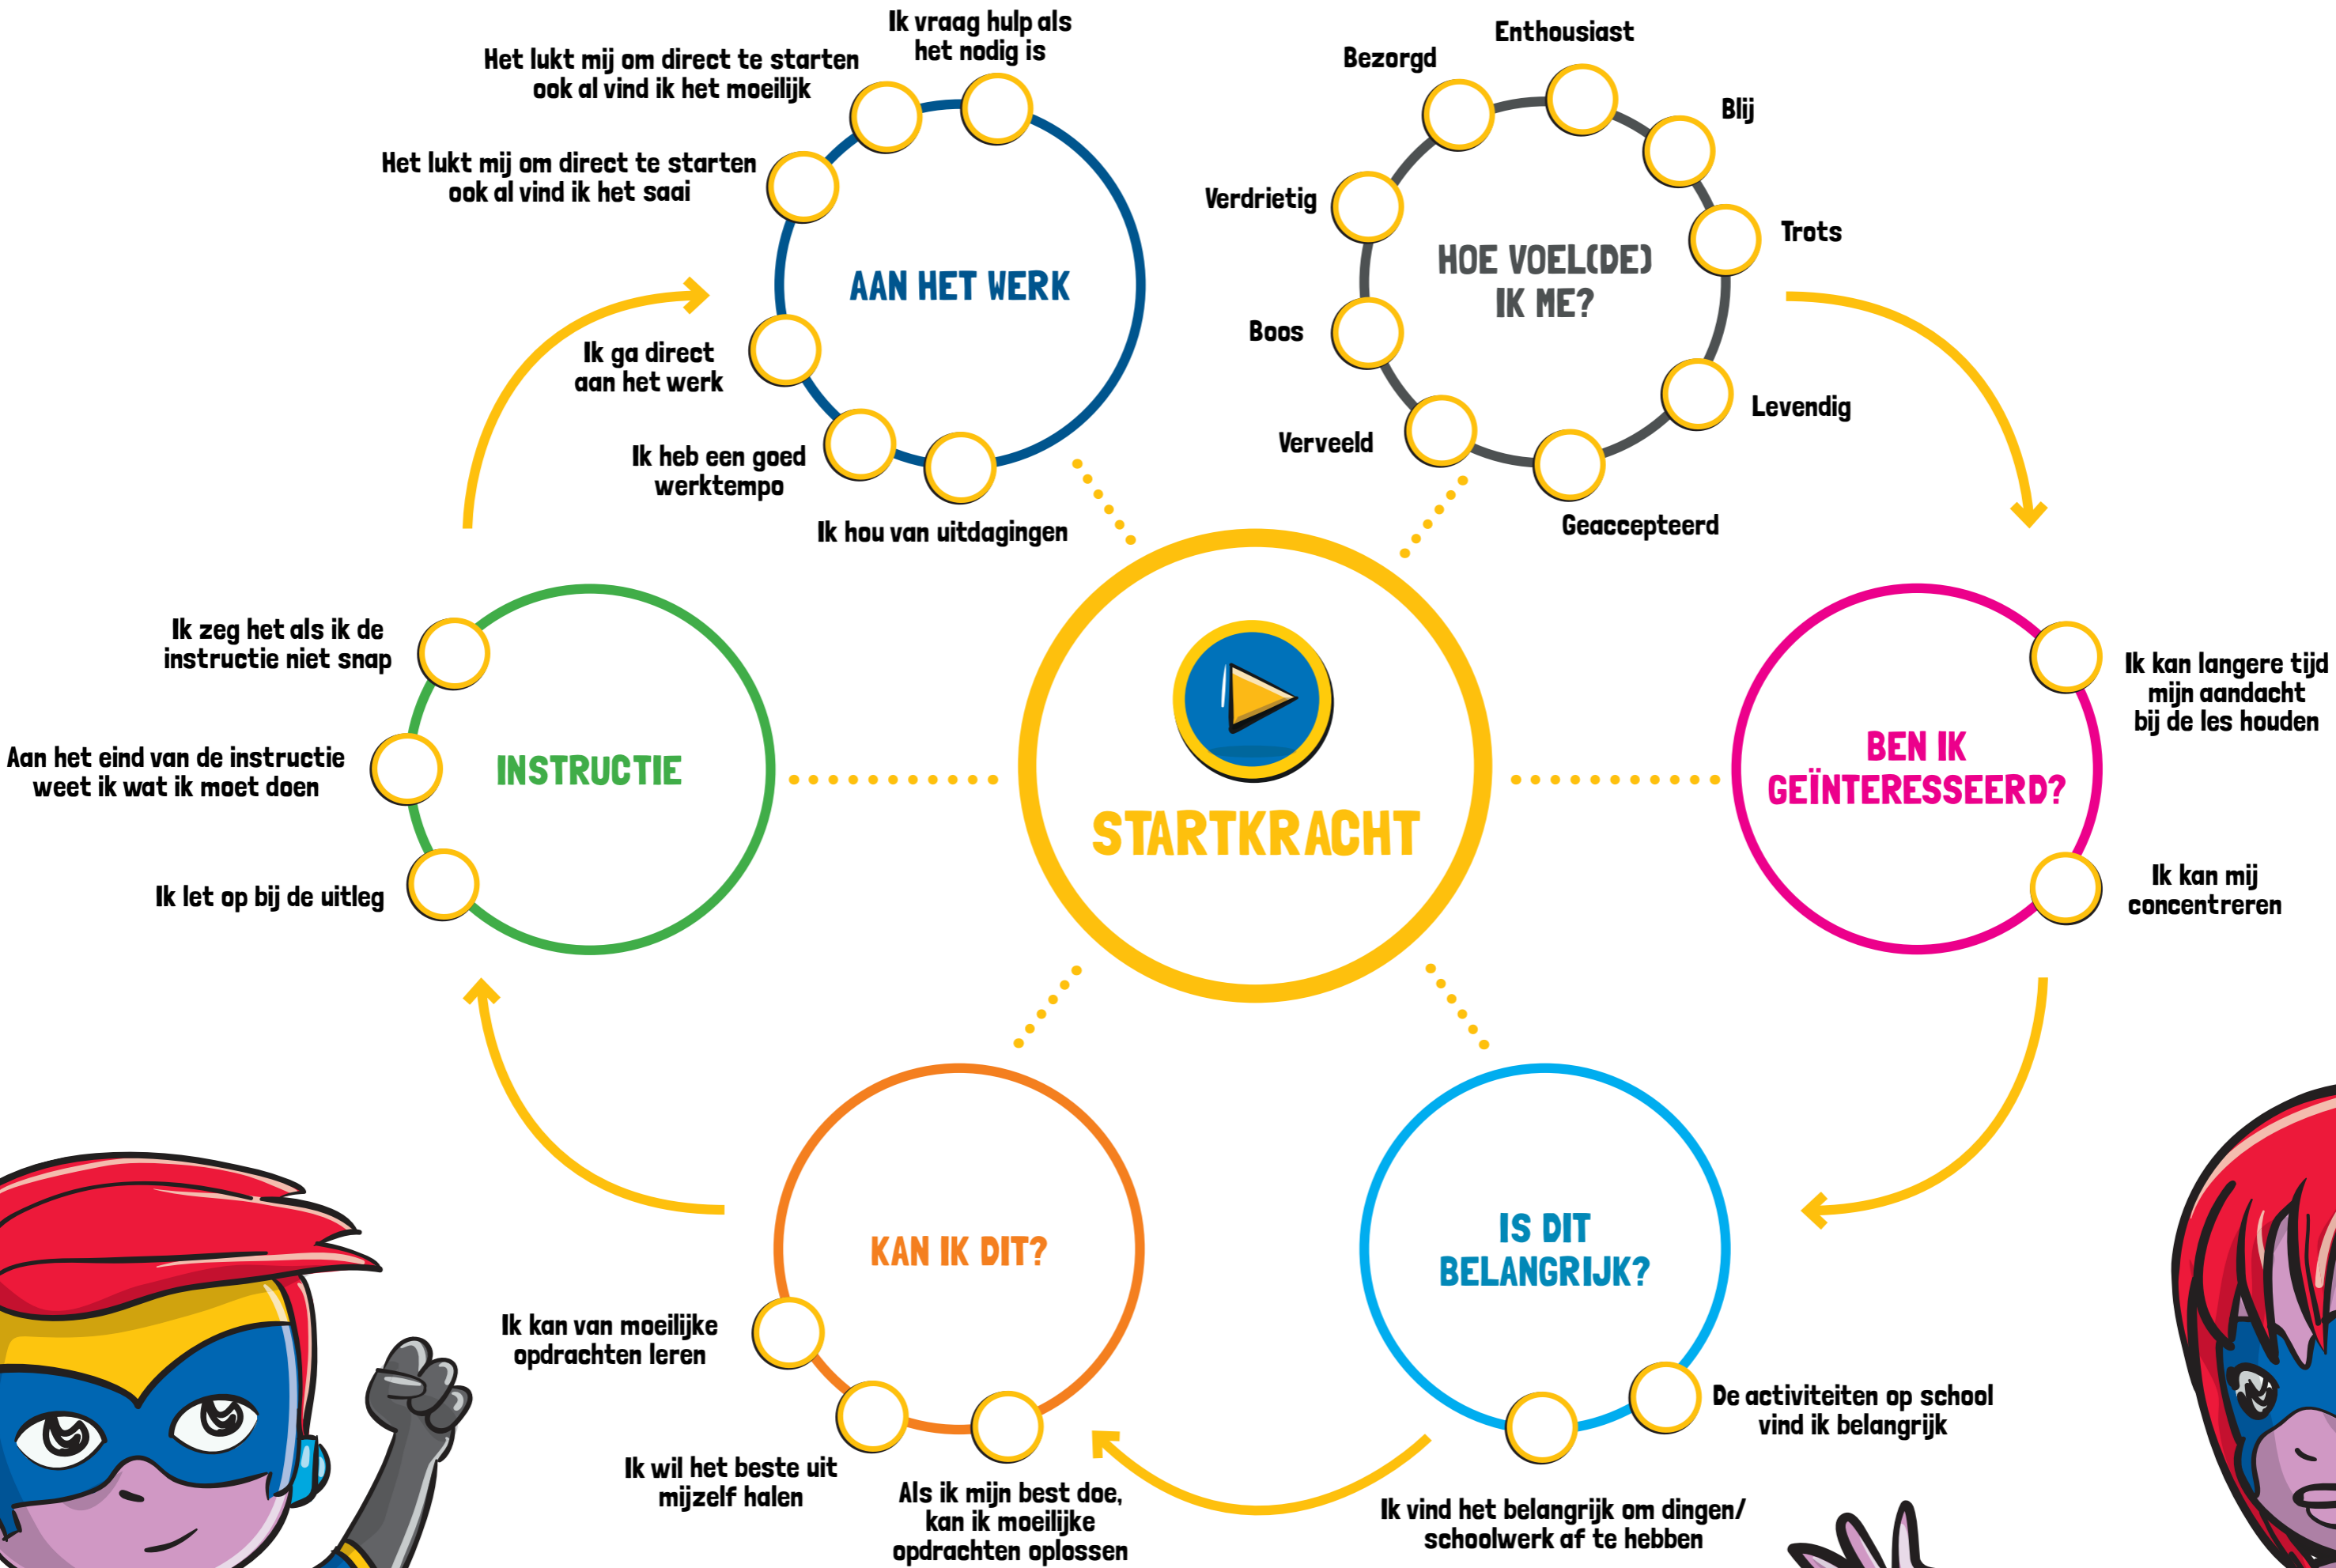 Ik vraag hulp als
het nodig is
Het lukt mij om direct te starten
ook al vind ik het moeilijk
Het lukt mij om direct te starten
ook al vind ik het saai
AAN HET WERK
Ik ga direct
aan het werk
Ik heb een goed
werktempo
Ik hou van uitdagingen
Enthousiast
Bezorgd
Blij
Verdrietig
Trots
HOE VOEL(DE)
IK ME?
Boos
Levendig
Verveeld
Geaccepteerd
Ik zeg het als ik de
instructie niet snap
Aan het eind van de instructie
weet ik wat ik moet doen
INSTRUCTIE
Ik let op bij de uitleg
STARTKRACHT
BEN IK
GEÏNTERESSEERD?
Ik kan langere tijd
mijn aandacht
bij de les houden
Ik kan mij
concentreren
KAN IK DIT?
Ik kan van moeilijke
opdrachten leren
Ik wil het beste uit
mijzelf halen
Als ik mijn best doe,
kan ik moeilijke
opdrachten oplossen
IS DIT
BELANGRIJK?
De activiteiten op school
vind ik belangrijk
Ik vind het belangrijk om dingen/
schoolwerk af te hebben